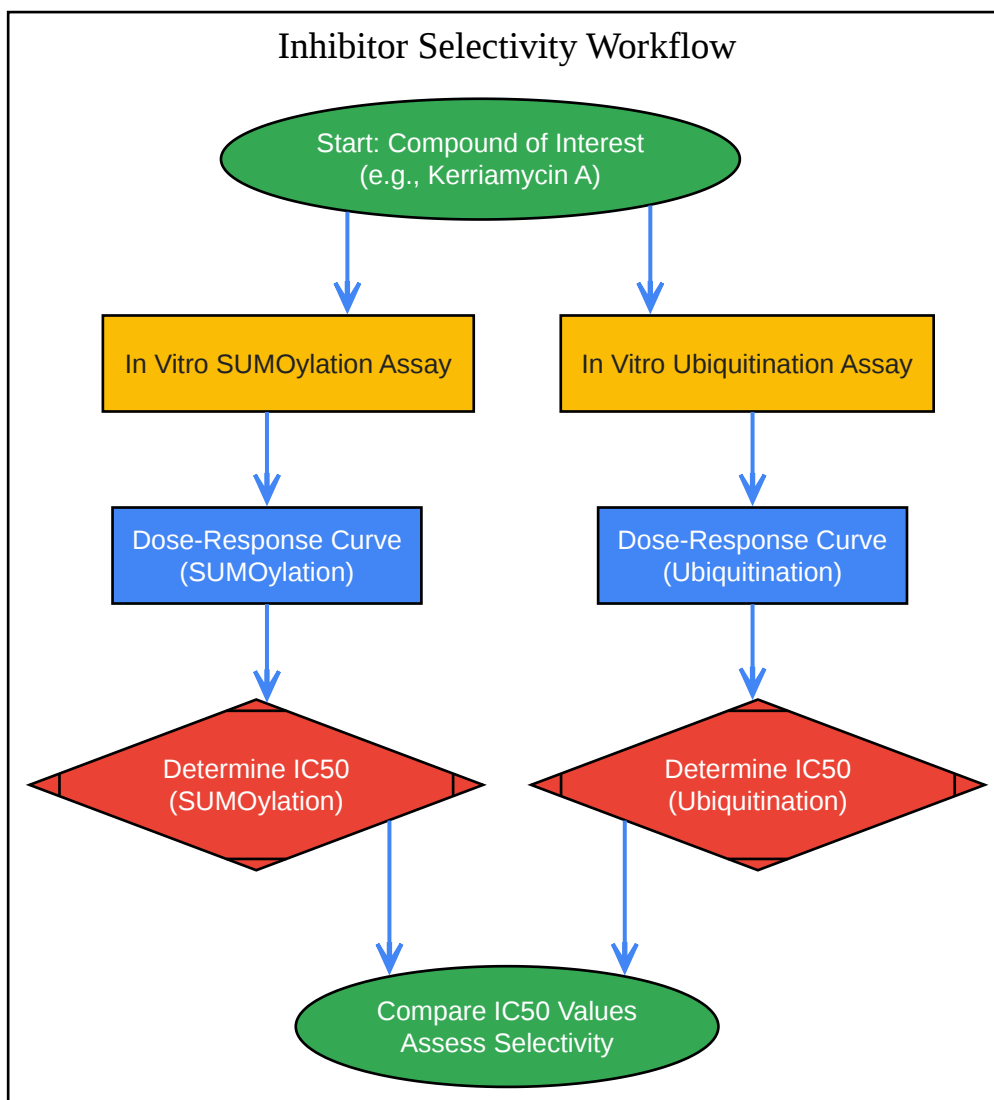 Inhibitor Selectivity Workflow
Start: Compound of Interest
(e.g., Kerriamycin A)
In Vitro SUMOylation Assay
In Vitro Ubiquitination Assay
Dose-Response Curve
(SUMOylation)
Dose-Response Curve
(Ubiquitination)
Determine IC50
(SUMOylation)
Determine IC50
(Ubiquitination)
Compare IC50 Values
Assess Selectivity